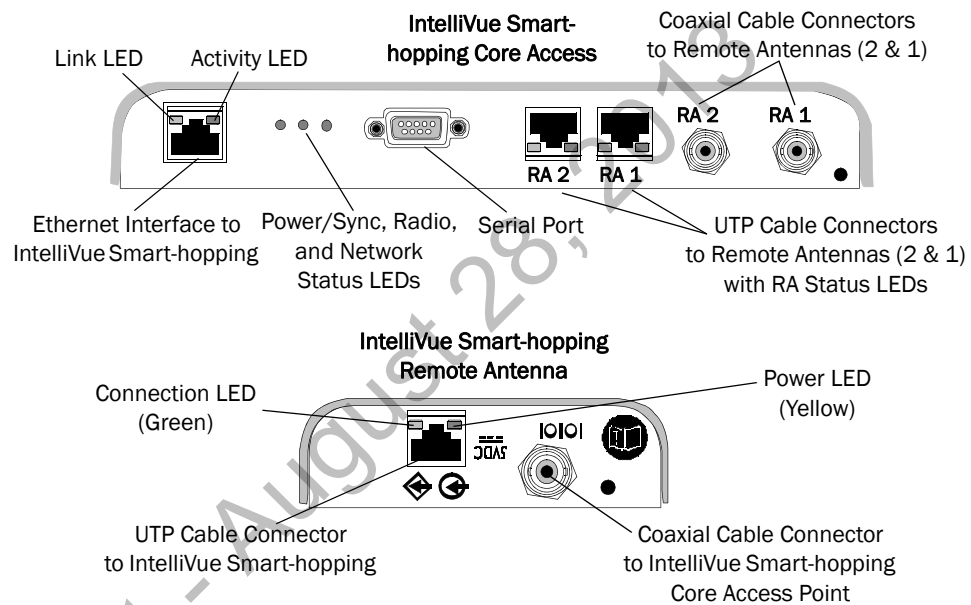 IntelliVue Smart-
hopping Core Access
Coaxial Cable Connectors
to Remote Antennas (2 & 1)
Link LED
Activity LED
RA 2
RA 1
RA 2
RA 1
Ethernet Interface to
IntelliVue Smart-hopping
Power/Sync, Radio,
and Network
Status LEDs
Serial Port
UTP Cable Connectors
to Remote Antennas (2 & 1)
with RA Status LEDs
IntelliVue Smart-hopping
Remote Antenna
Connection LED
(Green)
Power LED
(Yellow)
5VDC
IOIOI
UTP Cable Connector
to IntelliVue Smart-hopping
Coaxial Cable Connector
to IntelliVue Smart-hopping
Core Access Point
- August 28, 2013